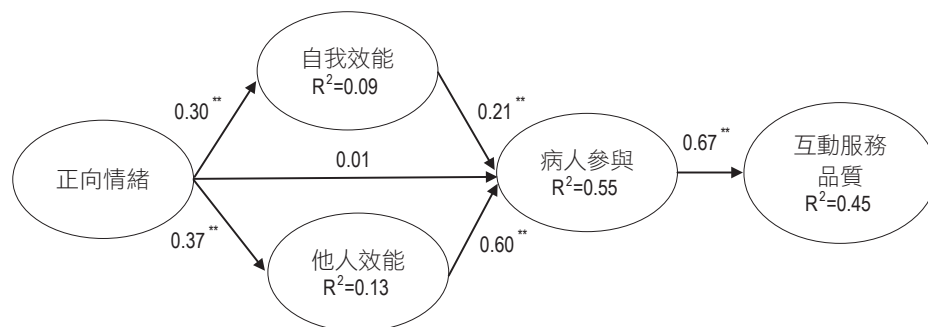 自我效能
R²=0.09
0.30 **
0.21 **
正向情緒
0.01
病人參與
R²=0.55
0.67 **
互動服務
品質
R²=0.45
0.37 **
0.60 **
他人效能
R²=0.13